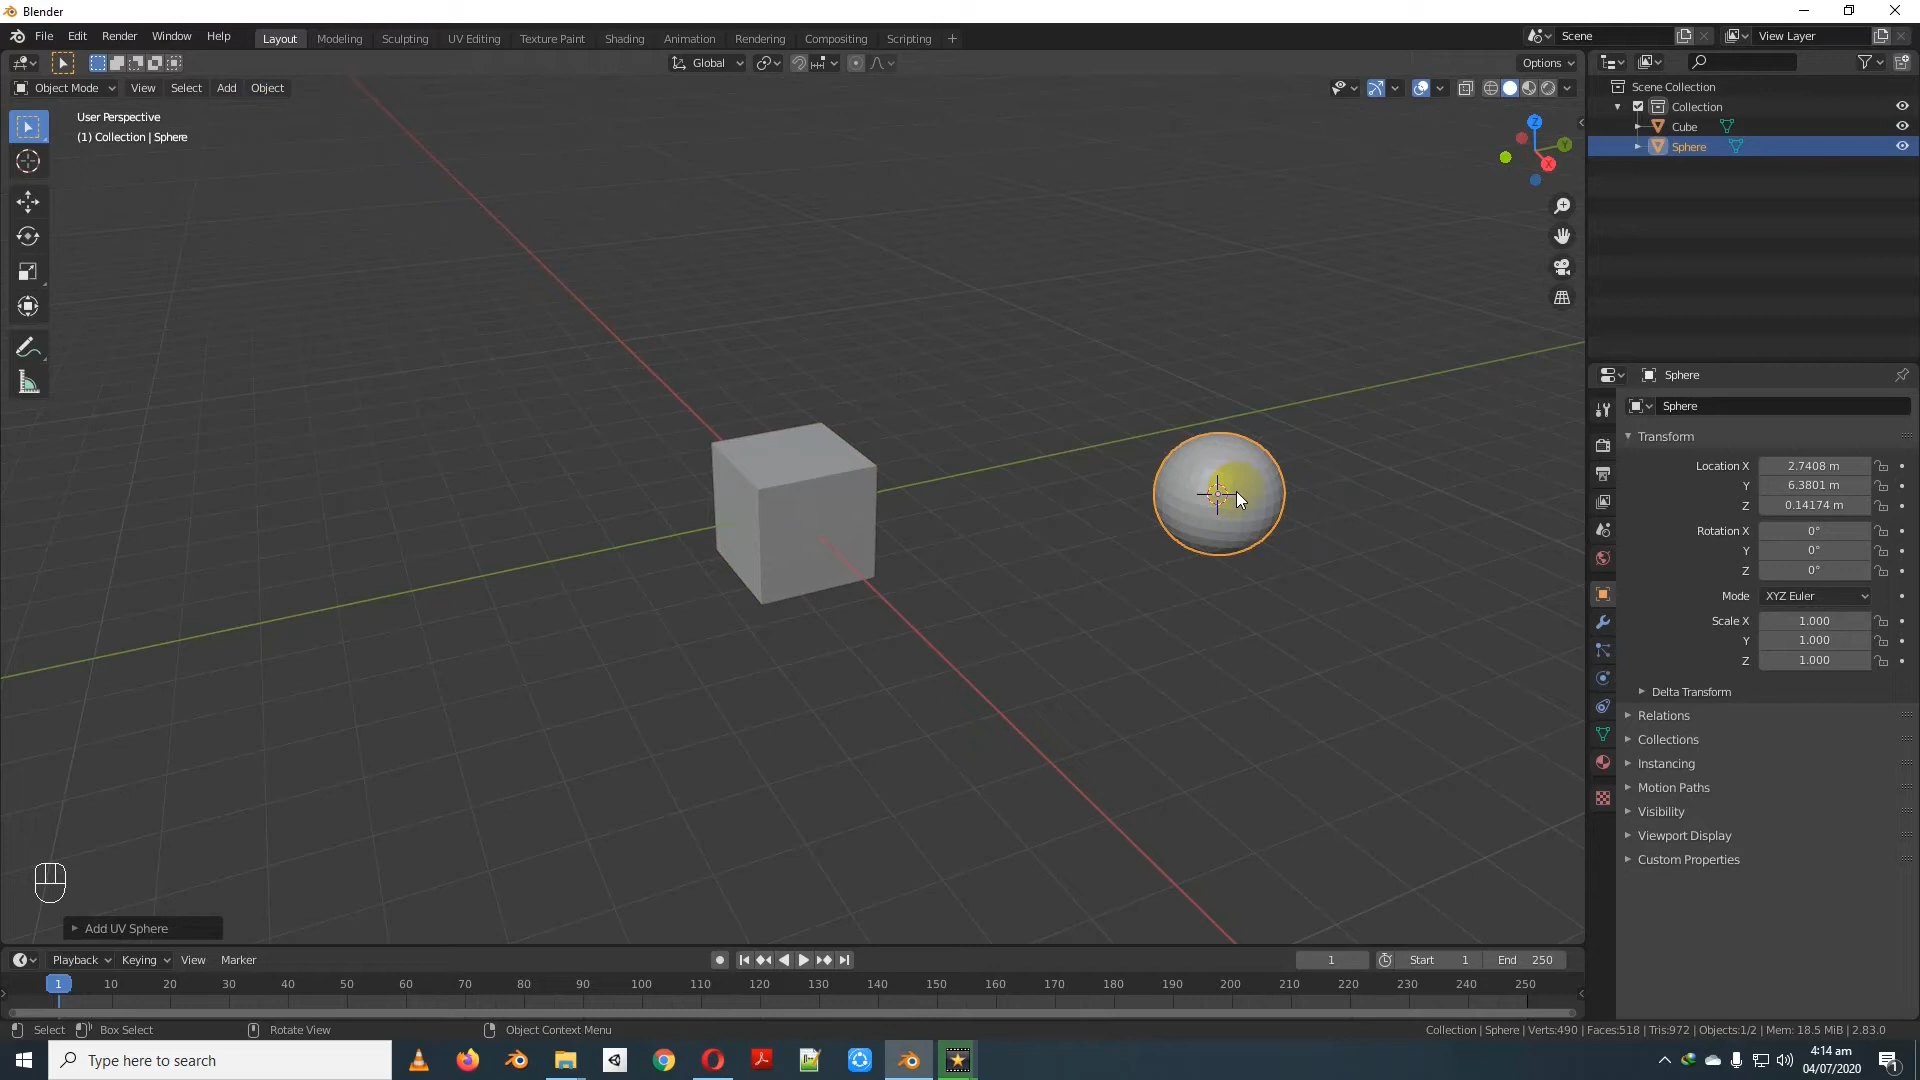 Blender
File Edit Render Window Help
Layout Modeling Sculpting UV Editing Texture Paint Shading Animation Rendering Compositing Scripting +
Scene
View Layer
Global
Options
Object Mode View Select Add Object
User Perspective
(1) Collection | Sphere
Z
Y
X
Scene Collection
Collection
Cube
Sphere
Sphere
Sphere
Transform
Location X 2.7408 m
Y 6.3801 m
Z 0.14174 m
Rotation X 0°
Y 0°
Z 0°
Mode XYZ Euler
Scale X 1.000
Y 1.000
Z 1.000
Delta Transform
Relations
Collections
Instancing
Motion Paths
Visibility
Viewport Display
Custom Properties
Add UV Sphere
Playback Keying View Marker
1 Start 1 End 250
1 10 20 30 40 50 60 70 80 90 100 110 120 130 140 150 160 170 180 190 200 210 220 230 240 250
Select Box Select Rotate View Object Context Menu
Collection | Sphere | Verts:490 | Faces:518 | Tris:972 | Objects:1/2 | Mem: 18.5 MiB | 2.83.0
Type here to search
4:14 am
04/07/2020
1